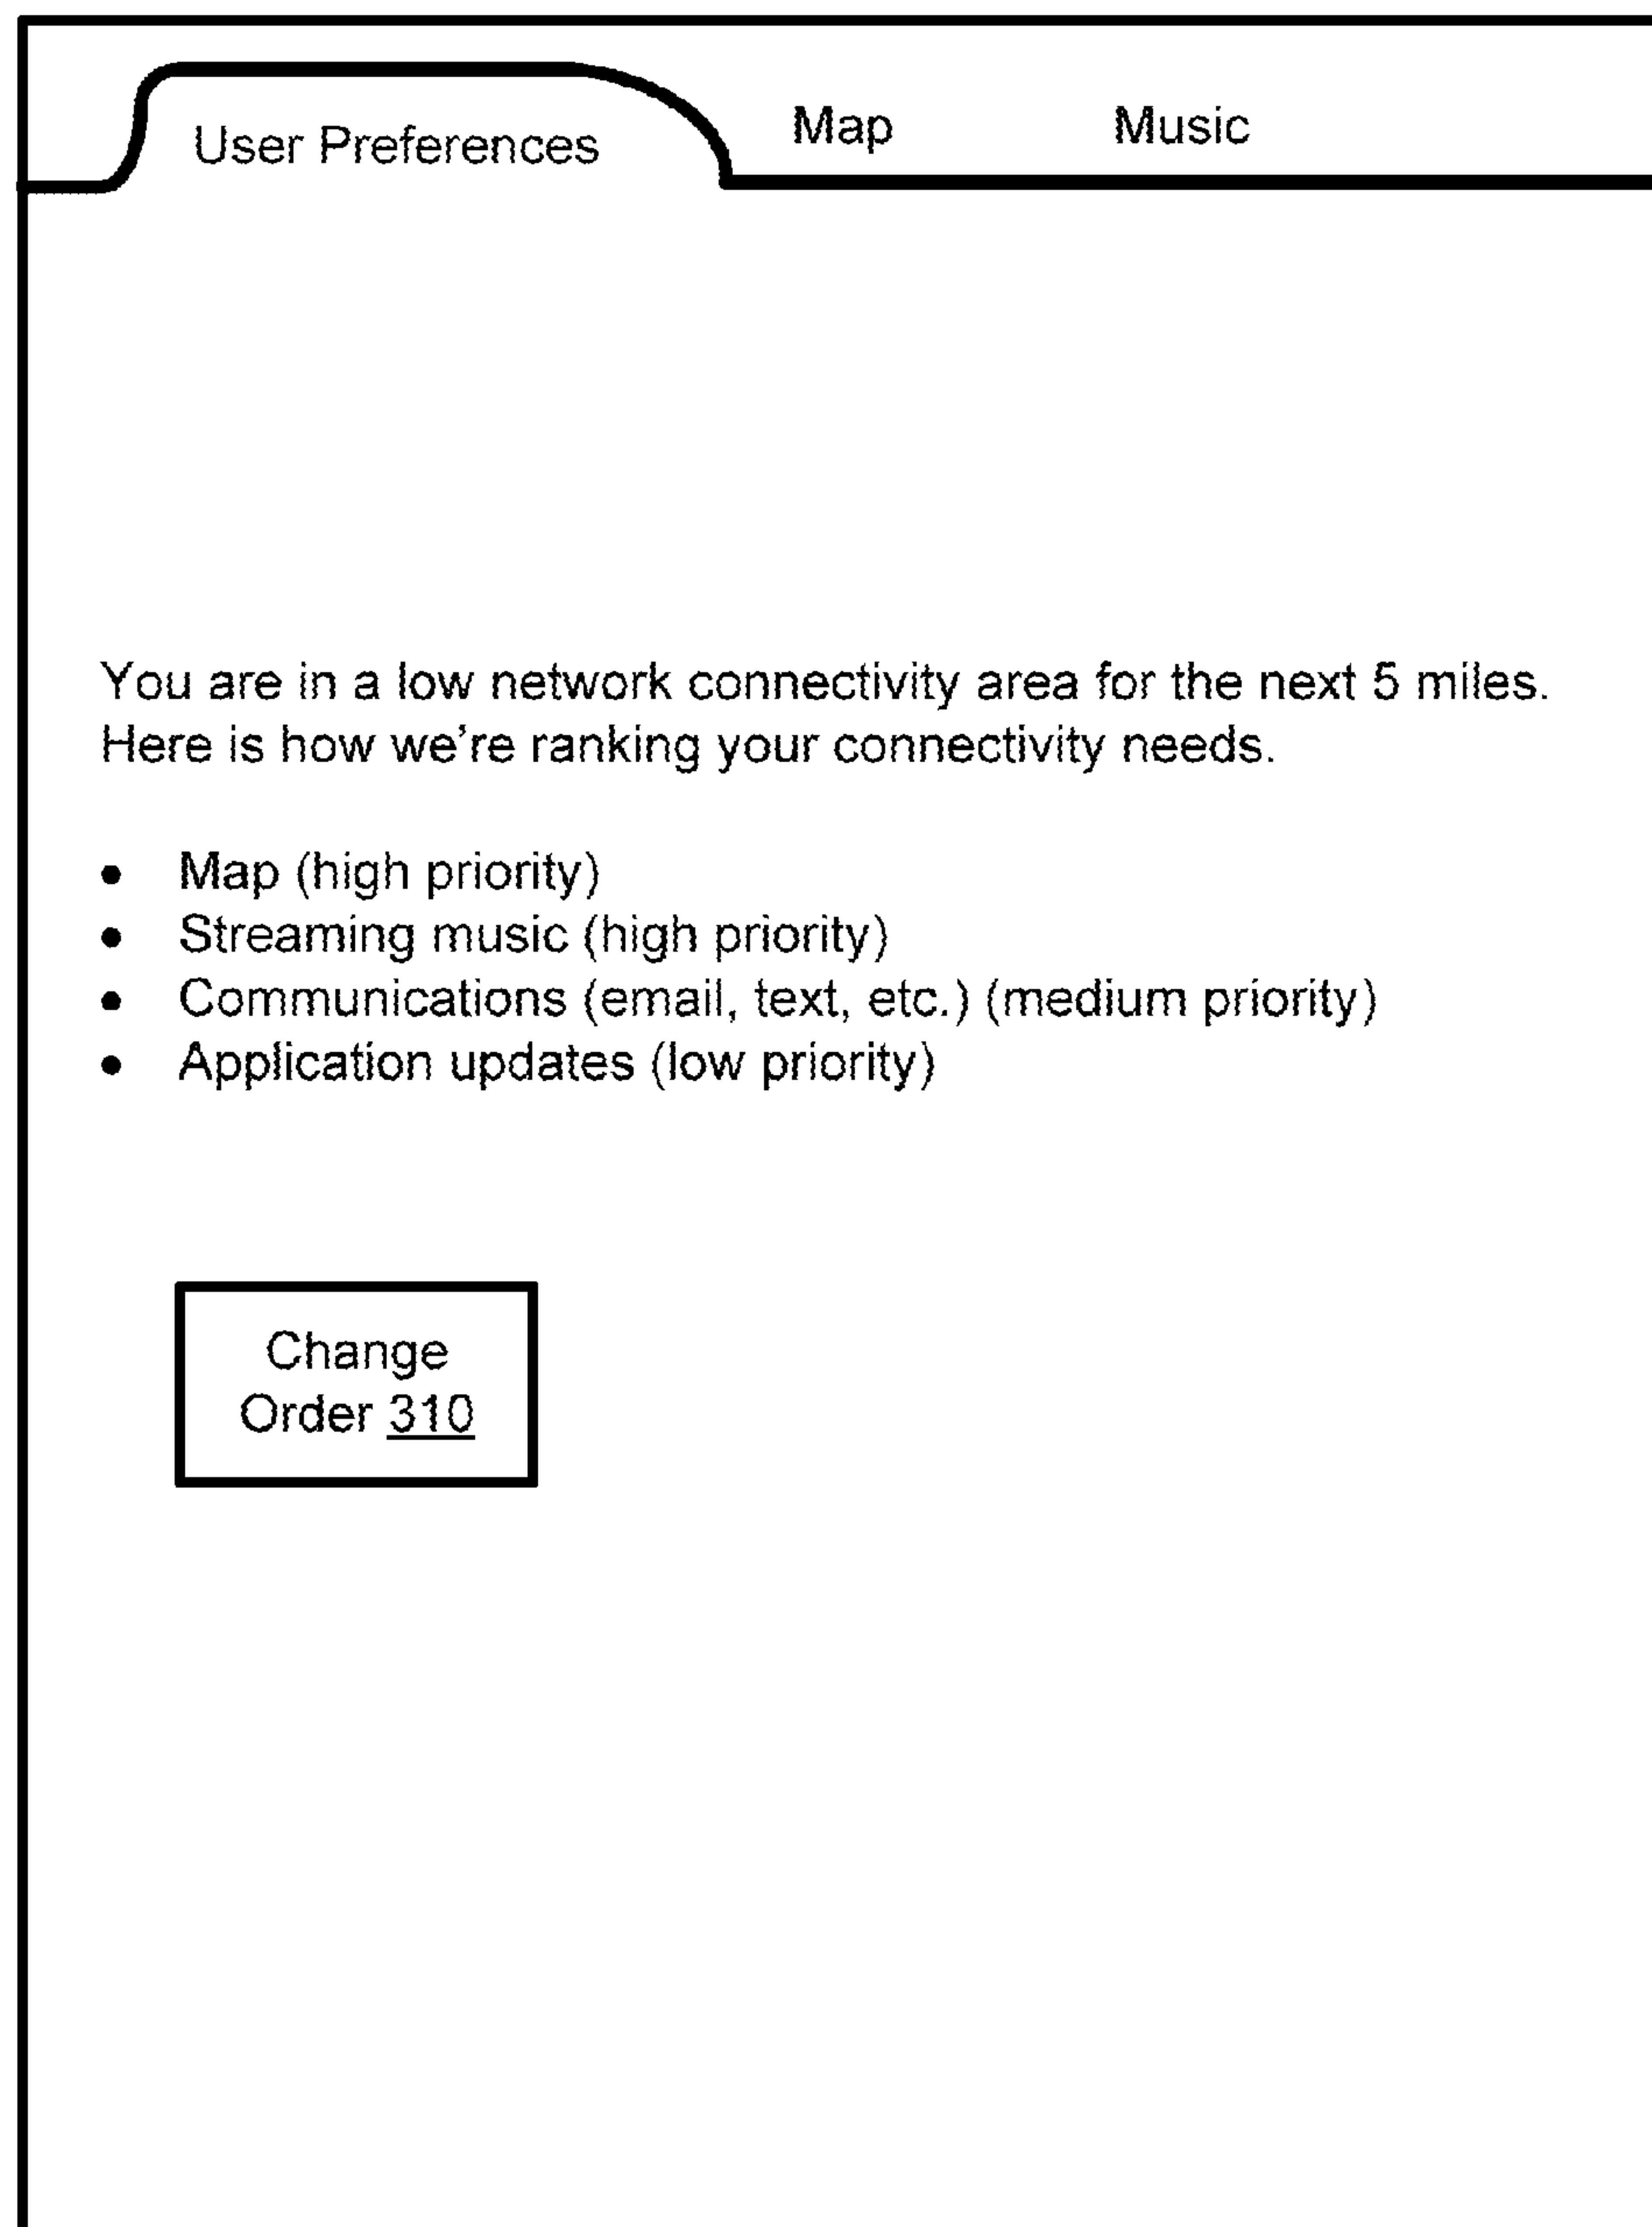 User Preferences Map Music
You are in a low network connectivity area for the next 5 miles.
Here is how we're ranking your connectivity needs.
• Map (high priority)
• Streaming music (high priority)
• Communications (email, text, etc.) (medium priority)
• Application updates (low priority)
Change
Order 310